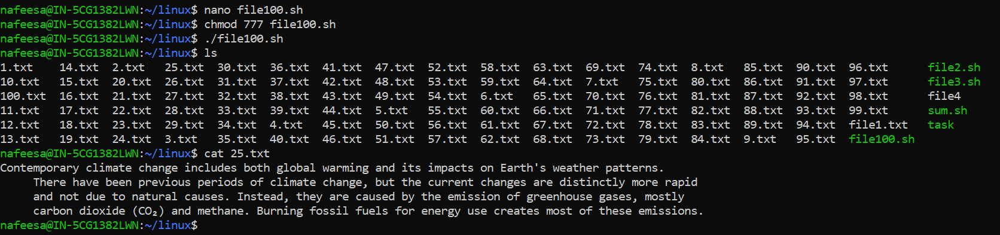 nafeesa@IN-5CG1382LWN:~/linux$ nano file100.sh
nafeesa@IN-5CG1382LWN:~/linux$ chmod 777 file100.sh
nafeesa@IN-5CG1382LWN:~/linux$ ./file100.sh
nafeesa@IN-5CG1382LWN:~/linux$ ls
1.txt    14.txt  2.txt   25.txt  30.txt  36.txt  41.txt  47.txt  52.txt  58.txt  63.txt  69.txt  74.txt  8.txt   85.txt  90.txt  96.txt      file2.sh
10.txt   15.txt  20.txt  26.txt  31.txt  37.txt  42.txt  48.txt  53.txt  59.txt  64.txt  7.txt   75.txt  80.txt  86.txt  91.txt  97.txt      file3.sh
100.txt  16.txt  21.txt  27.txt  32.txt  38.txt  43.txt  49.txt  54.txt  6.txt   65.txt  70.txt  76.txt  81.txt  87.txt  92.txt  98.txt      file4
11.txt   17.txt  22.txt  28.txt  33.txt  39.txt  44.txt  5.txt   55.txt  60.txt  66.txt  71.txt  77.txt  82.txt  88.txt  93.txt  99.txt      sum.sh
12.txt   18.txt  23.txt  29.txt  34.txt  4.txt   45.txt  50.txt  56.txt  61.txt  67.txt  72.txt  78.txt  83.txt  89.txt  94.txt  file1.txt   task
13.txt   19.txt  24.txt  3.txt   35.txt  40.txt  46.txt  51.txt  57.txt  62.txt  68.txt  73.txt  79.txt  84.txt  9.txt   95.txt  file100.sh
nafeesa@IN-5CG1382LWN:~/linux$ cat 25.txt
Contemporary climate change includes both global warming and its impacts on Earth's weather patterns.
     There have been previous periods of climate change, but the current changes are distinctly more rapid
     and not due to natural causes. Instead, they are caused by the emission of greenhouse gases, mostly
     carbon dioxide (CO₂) and methane. Burning fossil fuels for energy use creates most of these emissions.
nafeesa@IN-5CG1382LWN:~/linux$